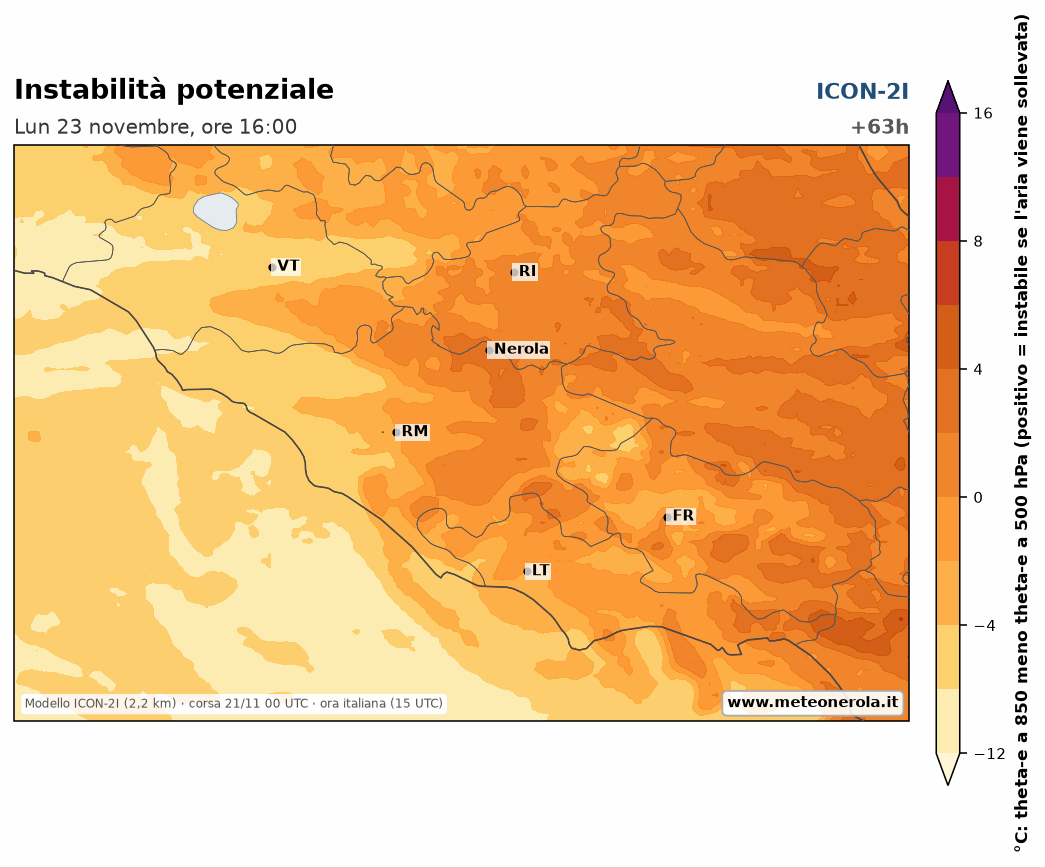 Instabilità potenziale
ICON-2I
Lun 23 novembre, ore 16:00
+63h
VT
RI
Nerola
RM
FR
LT
Modello ICON-2I (2,2 km) · corsa 21/11 00 UTC · ora italiana (15 UTC)
www.meteonerola.it
16
8
4
0
−4
−12
°C: theta-e a 850 meno theta-e a 500 hPa (positivo = instabile se l'aria viene sollevata)